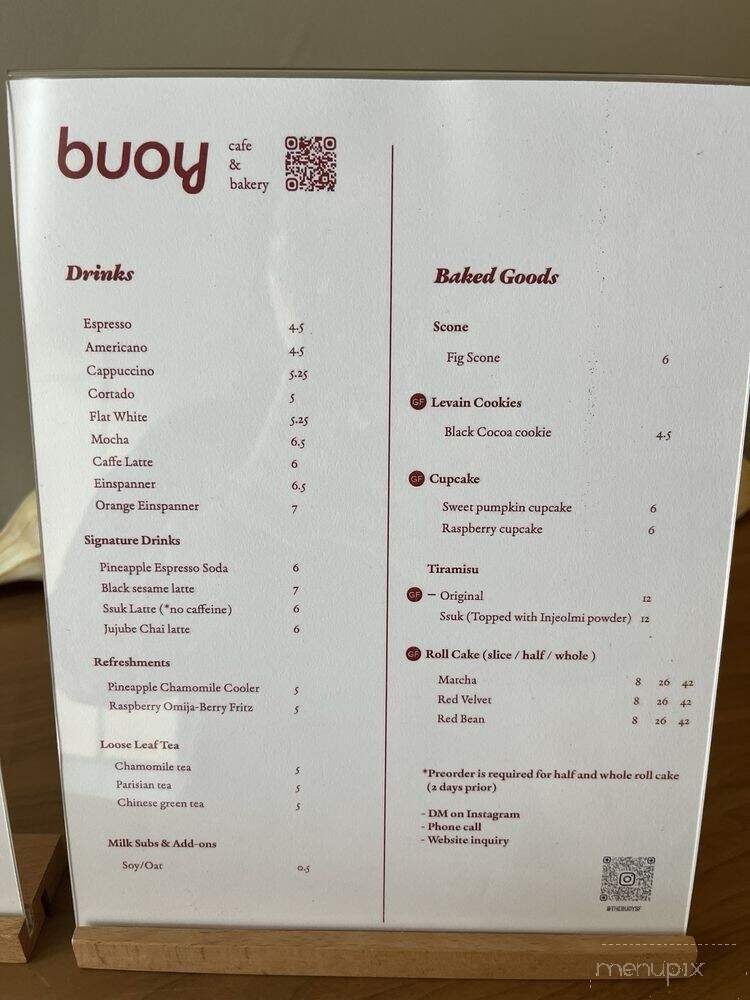 buoy
cafe
&
bakery
Drinks
Espresso 4.5
Americano 4.5
Cappuccino 5.25
Cortado 5
Flat White 5.25
Mocha 6.5
Caffe Latte 6
Einspanner 6.5
Orange Einspanner 7
Signature Drinks
Pineapple Espresso Soda 6
Black sesame latte 7
Ssuk Latte (*no caffeine) 6
Jujube Chai latte 6
Refreshments
Pineapple Chamomile Cooler 5
Raspberry Omija-Berry Fritz 5
Loose Leaf Tea
Chamomile tea 5
Parisian tea 5
Chinese green tea 5
Milk Subs & Add-ons
Soy/Oat 0.5
Baked Goods
Scone
Fig Scone 6
GF Levain Cookies
Black Cocoa cookie 4.5
GF Cupcake
Sweet pumpkin cupcake 6
Raspberry cupcake 6
Tiramisu
GF – Original 12
Ssuk (Topped with Injeolmi powder) 12
GF Roll Cake (slice / half / whole )
Matcha 8 26 42
Red Velvet 8 26 42
Red Bean 8 26 42
*Preorder is required for half and whole roll cake
(2 days prior)
- DM on Instagram
- Phone call
- Website inquiry
#THEBUOYSF
menupix